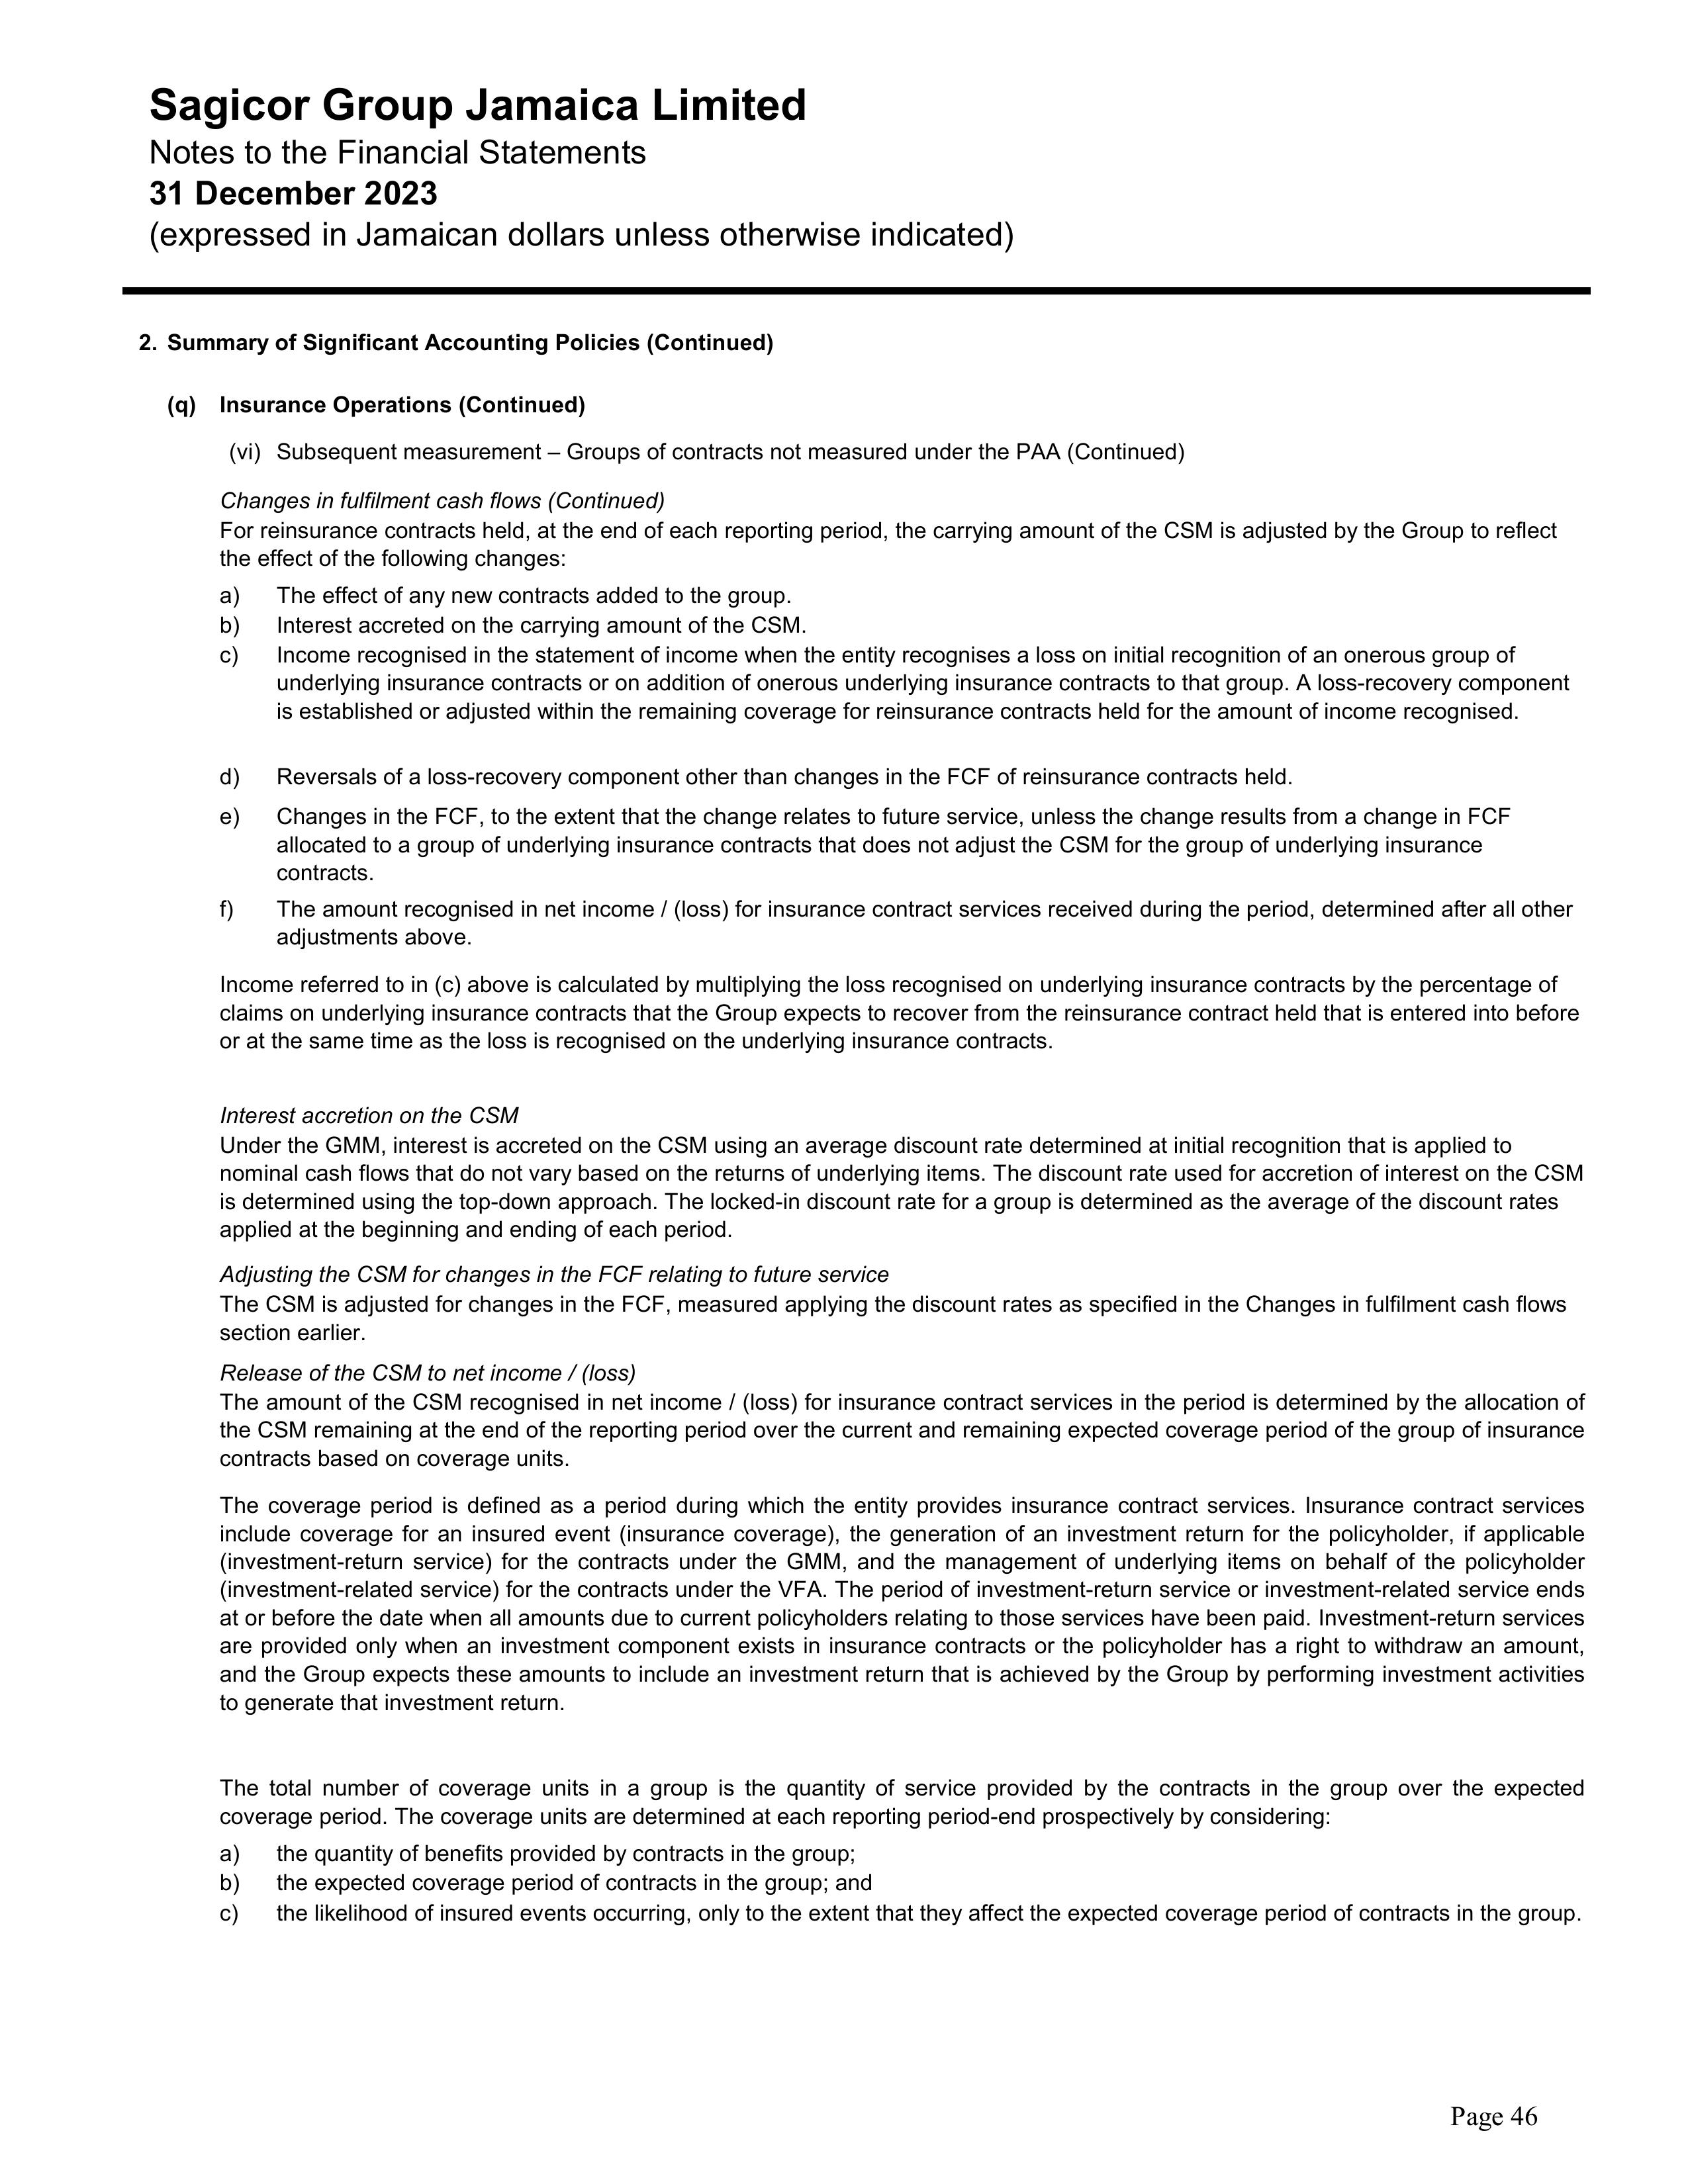 Sagicor Group Jamaica Limited
Notes to the Financial Statements
31 December 2023
(expressed in Jamaican dollars unless otherwise indicated)
2. Summary of Significant Accounting Policies (Continued)
(q) Insurance Operations (Continued)
(vi) Subsequent measurement – Groups of contracts not measured under the PAA (Continued)
Changes in fulfilment cash flows (Continued)
For reinsurance contracts held, at the end of each reporting period, the carrying amount of the CSM is adjusted by the Group to reflect
the effect of the following changes:
a) The effect of any new contracts added to the group.
b) Interest accreted on the carrying amount of the CSM.
c) Income recognised in the statement of income when the entity recognises a loss on initial recognition of an onerous group of
underlying insurance contracts or on addition of onerous underlying insurance contracts to that group. A loss-recovery component
is established or adjusted within the remaining coverage for reinsurance contracts held for the amount of income recognised.
d) Reversals of a loss-recovery component other than changes in the FCF of reinsurance contracts held.
e) Changes in the FCF, to the extent that the change relates to future service, unless the change results from a change in FCF
allocated to a group of underlying insurance contracts that does not adjust the CSM for the group of underlying insurance
contracts.
f) The amount recognised in net income / (loss) for insurance contract services received during the period, determined after all other
adjustments above.
Income referred to in (c) above is calculated by multiplying the loss recognised on underlying insurance contracts by the percentage of
claims on underlying insurance contracts that the Group expects to recover from the reinsurance contract held that is entered into before
or at the same time as the loss is recognised on the underlying insurance contracts.
Interest accretion on the CSM
Under the GMM, interest is accreted on the CSM using an average discount rate determined at initial recognition that is applied to
nominal cash flows that do not vary based on the returns of underlying items. The discount rate used for accretion of interest on the CSM
is determined using the top-down approach. The locked-in discount rate for a group is determined as the average of the discount rates
applied at the beginning and ending of each period.
Adjusting the CSM for changes in the FCF relating to future service
The CSM is adjusted for changes in the FCF, measured applying the discount rates as specified in the Changes in fulfilment cash flows
section earlier.
Release of the CSM to net income / (loss)
The amount of the CSM recognised in net income / (loss) for insurance contract services in the period is determined by the allocation of
the CSM remaining at the end of the reporting period over the current and remaining expected coverage period of the group of insurance
contracts based on coverage units.
The coverage period is defined as a period during which the entity provides insurance contract services. Insurance contract services
include coverage for an insured event (insurance coverage), the generation of an investment return for the policyholder, if applicable
(investment-return service) for the contracts under the GMM, and the management of underlying items on behalf of the policyholder
(investment-related service) for the contracts under the VFA. The period of investment-return service or investment-related service ends
at or before the date when all amounts due to current policyholders relating to those services have been paid. Investment-return services
are provided only when an investment component exists in insurance contracts or the policyholder has a right to withdraw an amount,
and the Group expects these amounts to include an investment return that is achieved by the Group by performing investment activities
to generate that investment return.
The total number of coverage units in a group is the quantity of service provided by the contracts in the group over the expected
coverage period. The coverage units are determined at each reporting period-end prospectively by considering:
a) the quantity of benefits provided by contracts in the group;
b) the expected coverage period of contracts in the group; and
c) the likelihood of insured events occurring, only to the extent that they affect the expected coverage period of contracts in the group.
Page 46